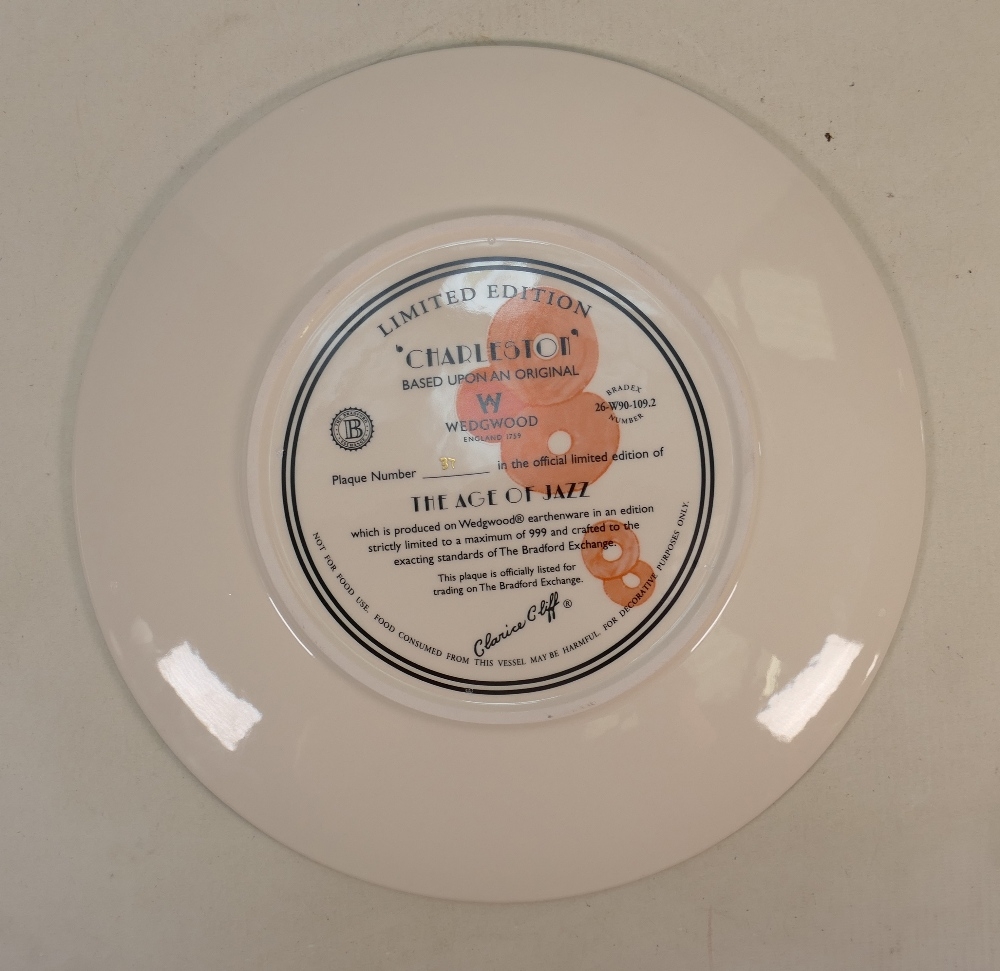 LIMITED EDITION
'CHARLESTON'
BASED UPON AN ORIGINAL
W
WEDGWOOD
ENGLAND 1759
B
BRADEX
26-W90-109.2
NUMBER
Plaque Number 37 in the official limited edition of
THE AGE OF JAZZ
which is produced on Wedgwood® earthenware in an edition
strictly limited to a maximum of 999 and crafted to the
exacting standards of The Bradford Exchange.
This plaque is officially listed for
trading on The Bradford Exchange.
Clarice Cliff ®
NOT FOR FOOD USE. FOOD CONSUMED FROM THIS VESSEL MAY BE HARMFUL. FOR DECORATIVE PURPOSES ONLY.